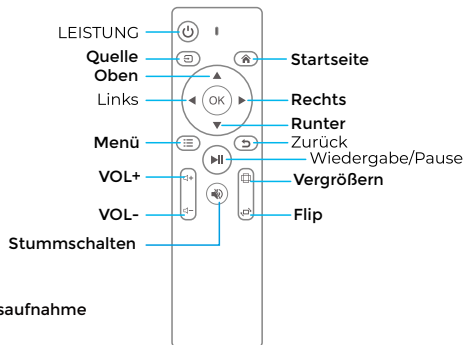 LEISTUNG
Quelle
Startseite
Oben
Links
OK
Rechts
Runter
Menü
Zurück
Wiedergabe/Pause
VOL+
Vergrößern
VOL-
Flip
Stummschalten
saufnahme